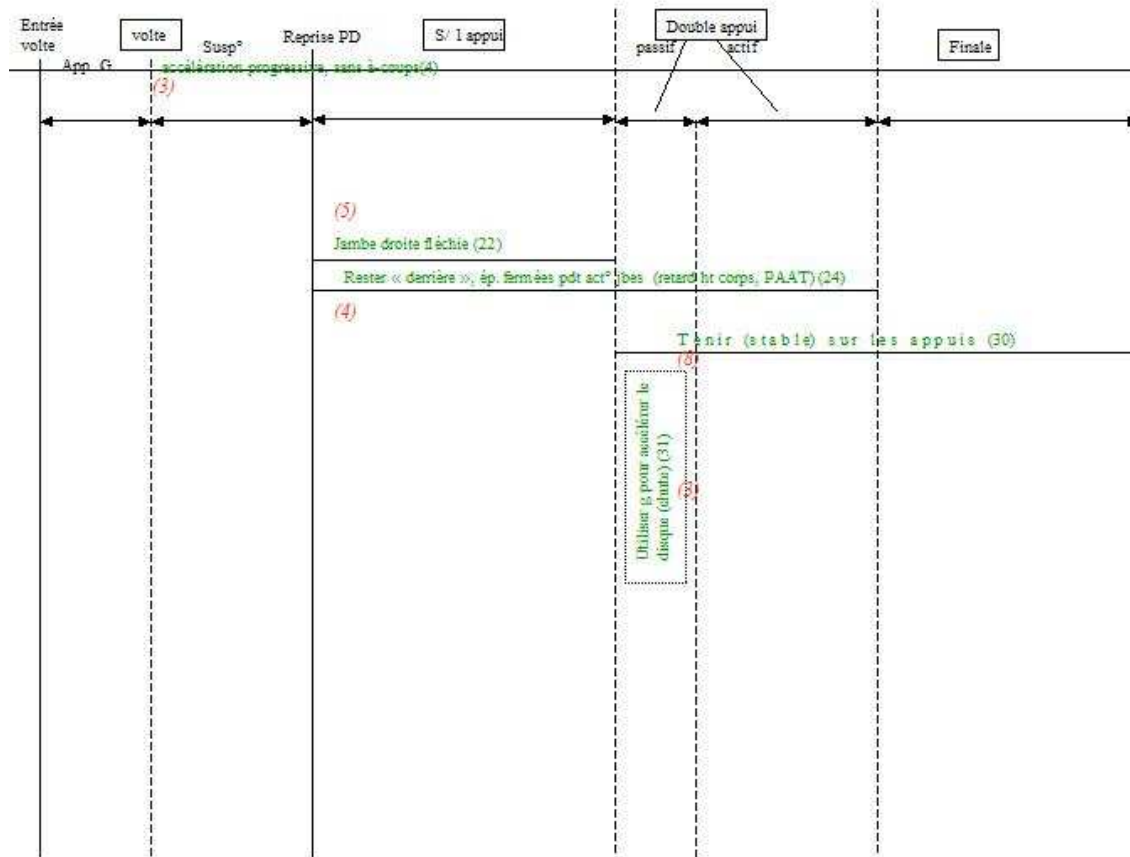 Entrée
volte
volte
Susp°
Reprise PD
S/ 1 appui
Double appui
passif
actif
Finale
App. G
accélération progressive, sans à-coups(4)
(3)
(5)
Jambe droite fléchie (22)
Rester « derrière », ép. fermées pdt act° jbes (retard ht corps, PAAT) (24)
(4)
Tenir (stable) sur les appuis (30)
(8)
Utiliser g pour accélérer le
disque (chute) (31)